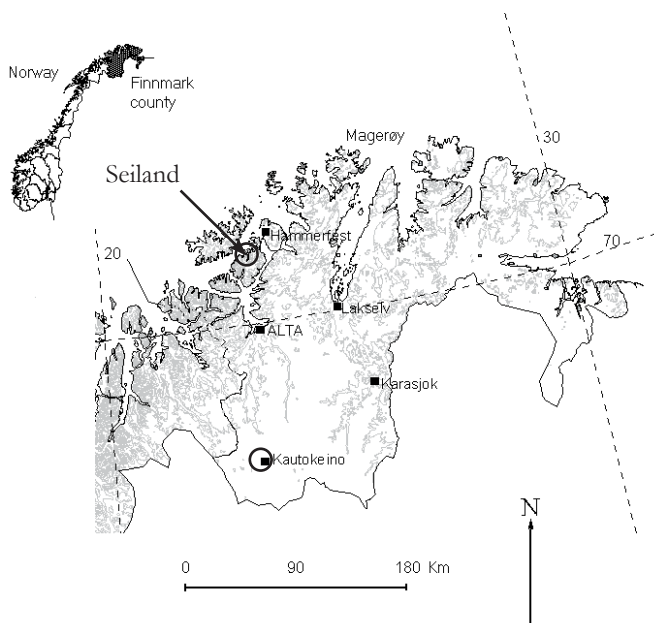 Norway
Finnmark
county
Magerøy
30
Seiland
Hammerfest
70
20
Lakselv
ALTA
Karasjok
Kautokeino
N
0 90 180 Km